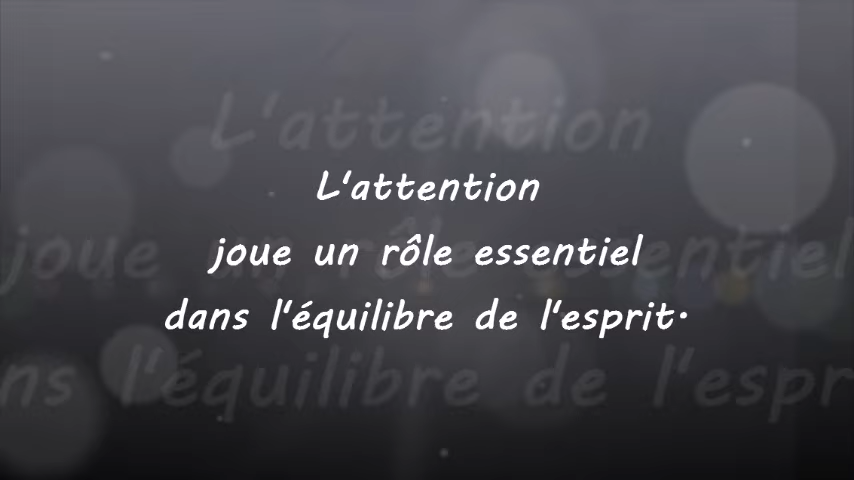 L'attention
joue un rôle essentiel
dans l'équilibre de l'esprit.